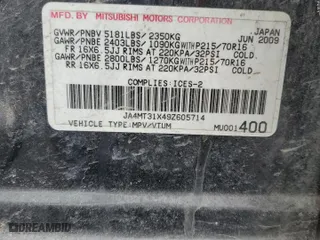 MFD. BY MITSUBISHI MOTORS CORPORATION JAPAN
GVWR/PNBV 5181LBS/2350KG JUN 2009
GAWR/PNBE 2403LBS/1090KG WITH P215/70R16
FR 16X6.5JJ RIMS AT 220KPA/32PSI COLD
GAWR/PNBE 2800LBS/1270KG WITH P215/70R16
RR 16X6.5JJ RIMS AT 220KPA/32PSI COLD
COMPLIES:ICES-2
JA4MT31X49Z605714
VEHICLE TYPE:MPV/VTUM MU001400
DREAMBID